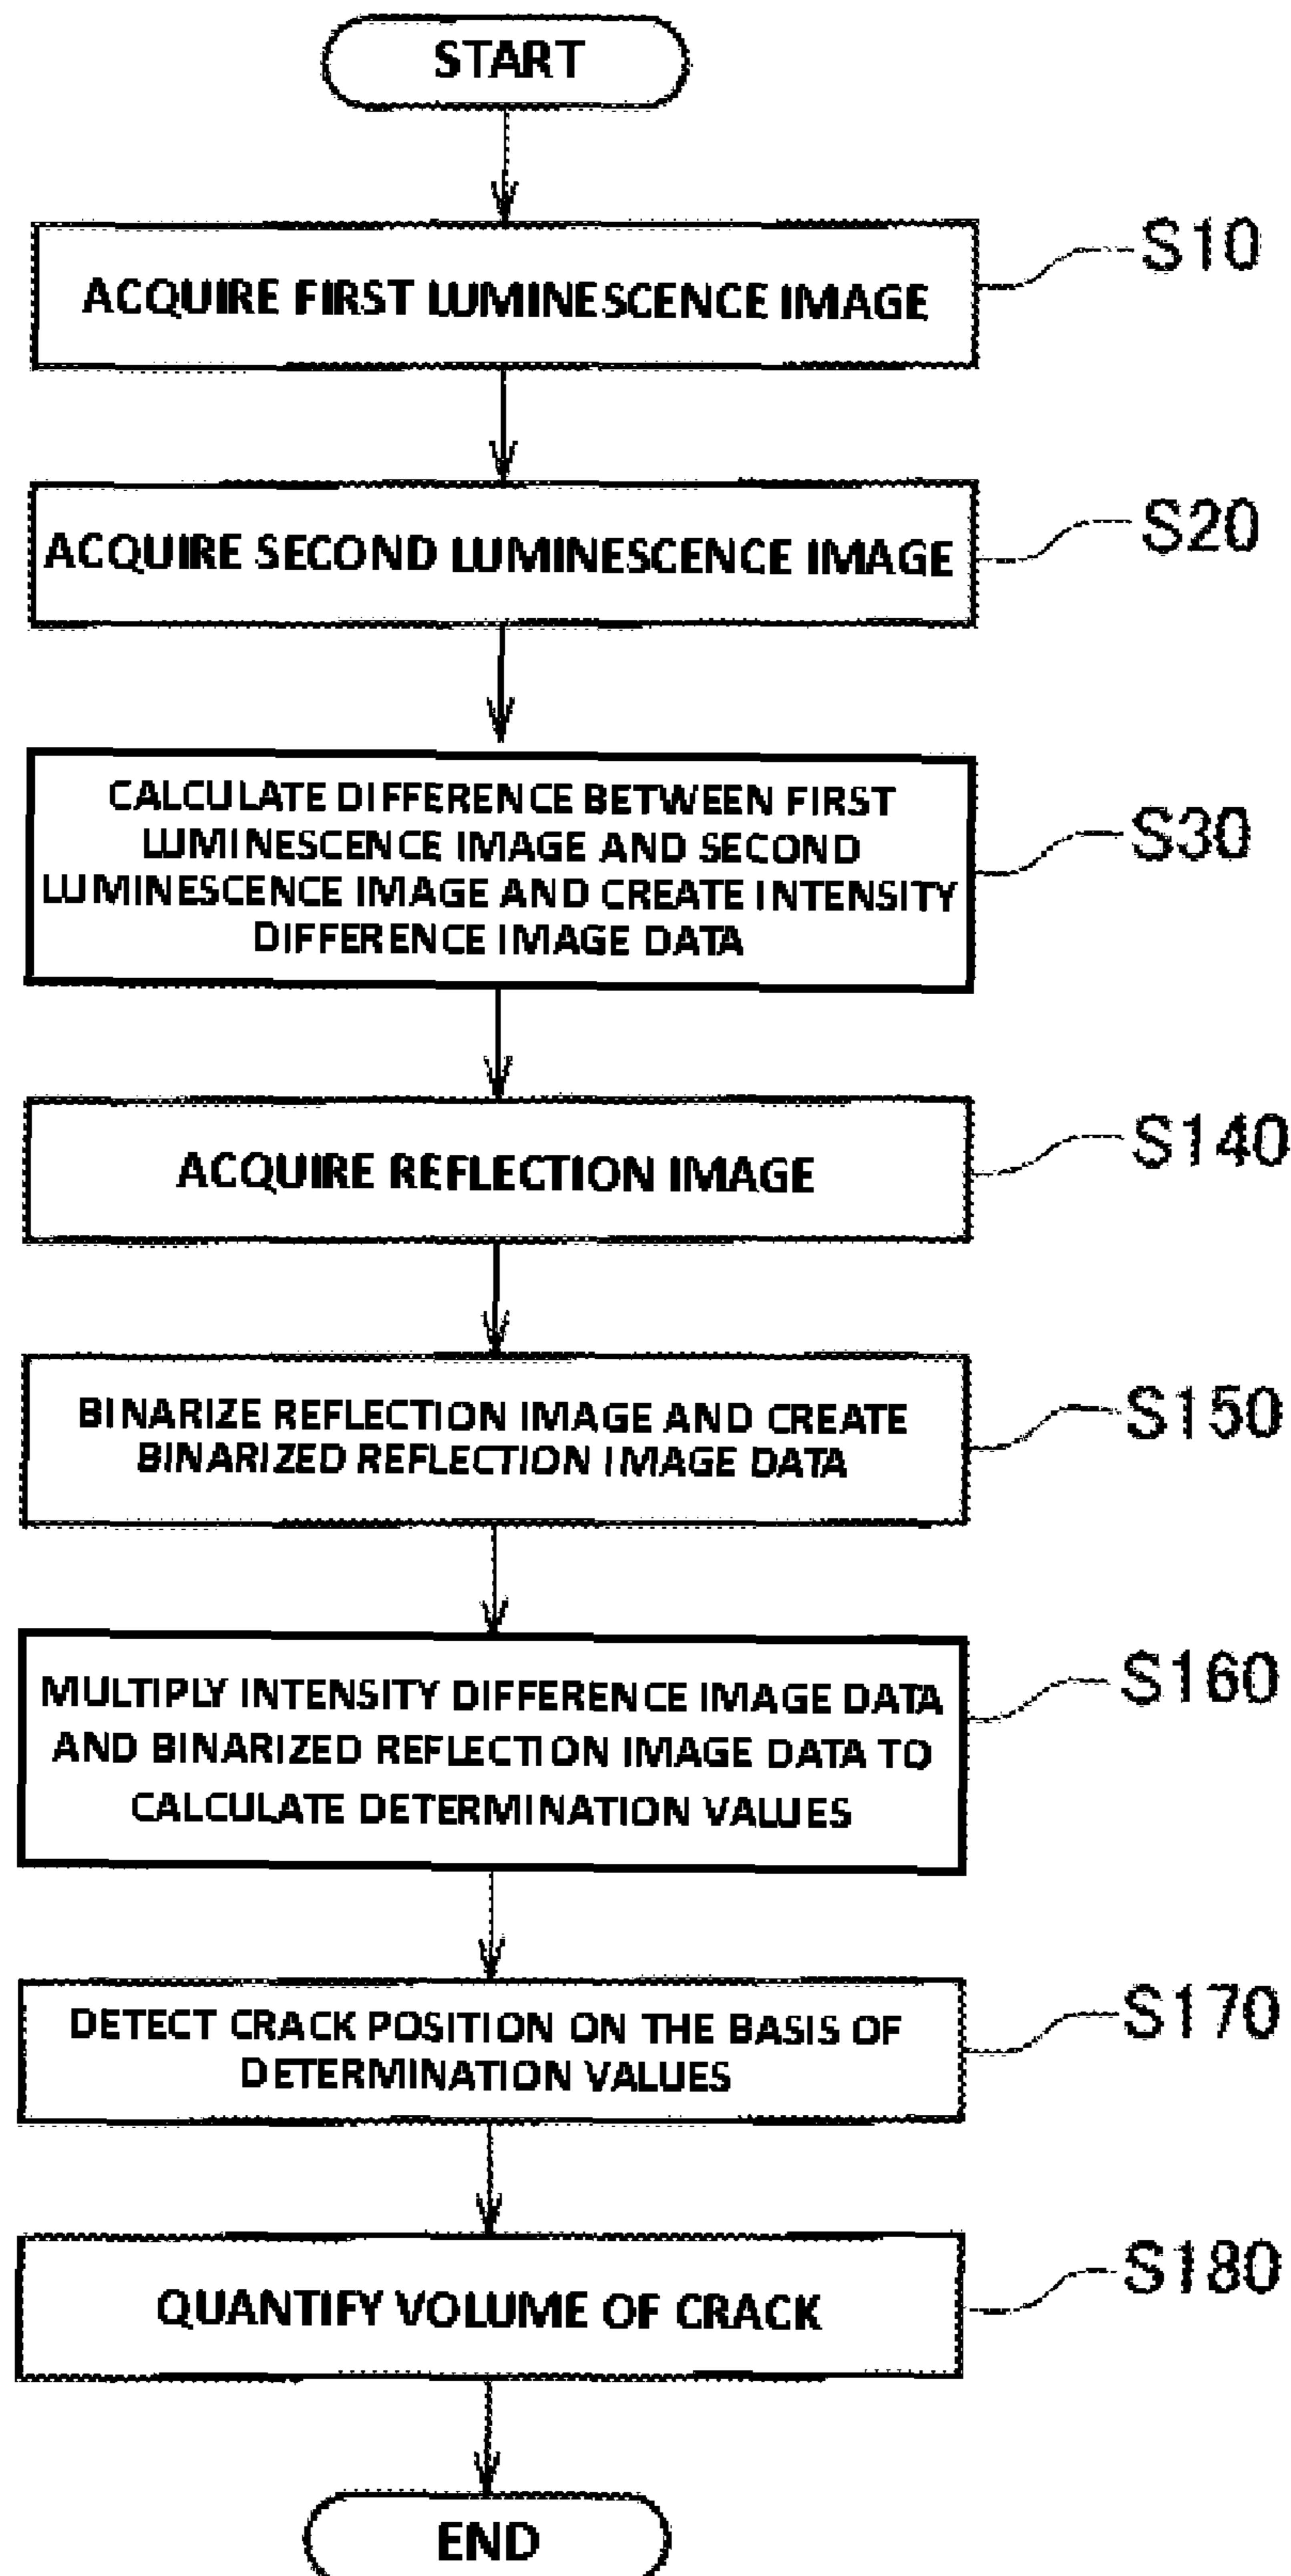 START
ACQUIRE FIRST LUMINESCENCE IMAGE
S10
ACQUIRE SECOND LUMINESCENCE IMAGE
S20
CALCULATE DIFFERENCE BETWEEN FIRST
LUMINESCENCE IMAGE AND SECOND
LUMINESCENCE IMAGE AND CREATE INTENSITY
DIFFERENCE IMAGE DATA
S30
ACQUIRE REFLECTION IMAGE
S140
BINARIZE REFLECTION IMAGE AND CREATE
BINARIZED REFLECTION IMAGE DATA
S150
MULTIPLY INTENSITY DIFFERENCE IMAGE DATA
AND BINARIZED REFLECTION IMAGE DATA TO
CALCULATE DETERMINATION VALUES
S160
DETECT CRACK POSITION ON THE BASIS OF
DETERMINATION VALUES
S170
QUANTIFY VOLUME OF CRACK
S180
END